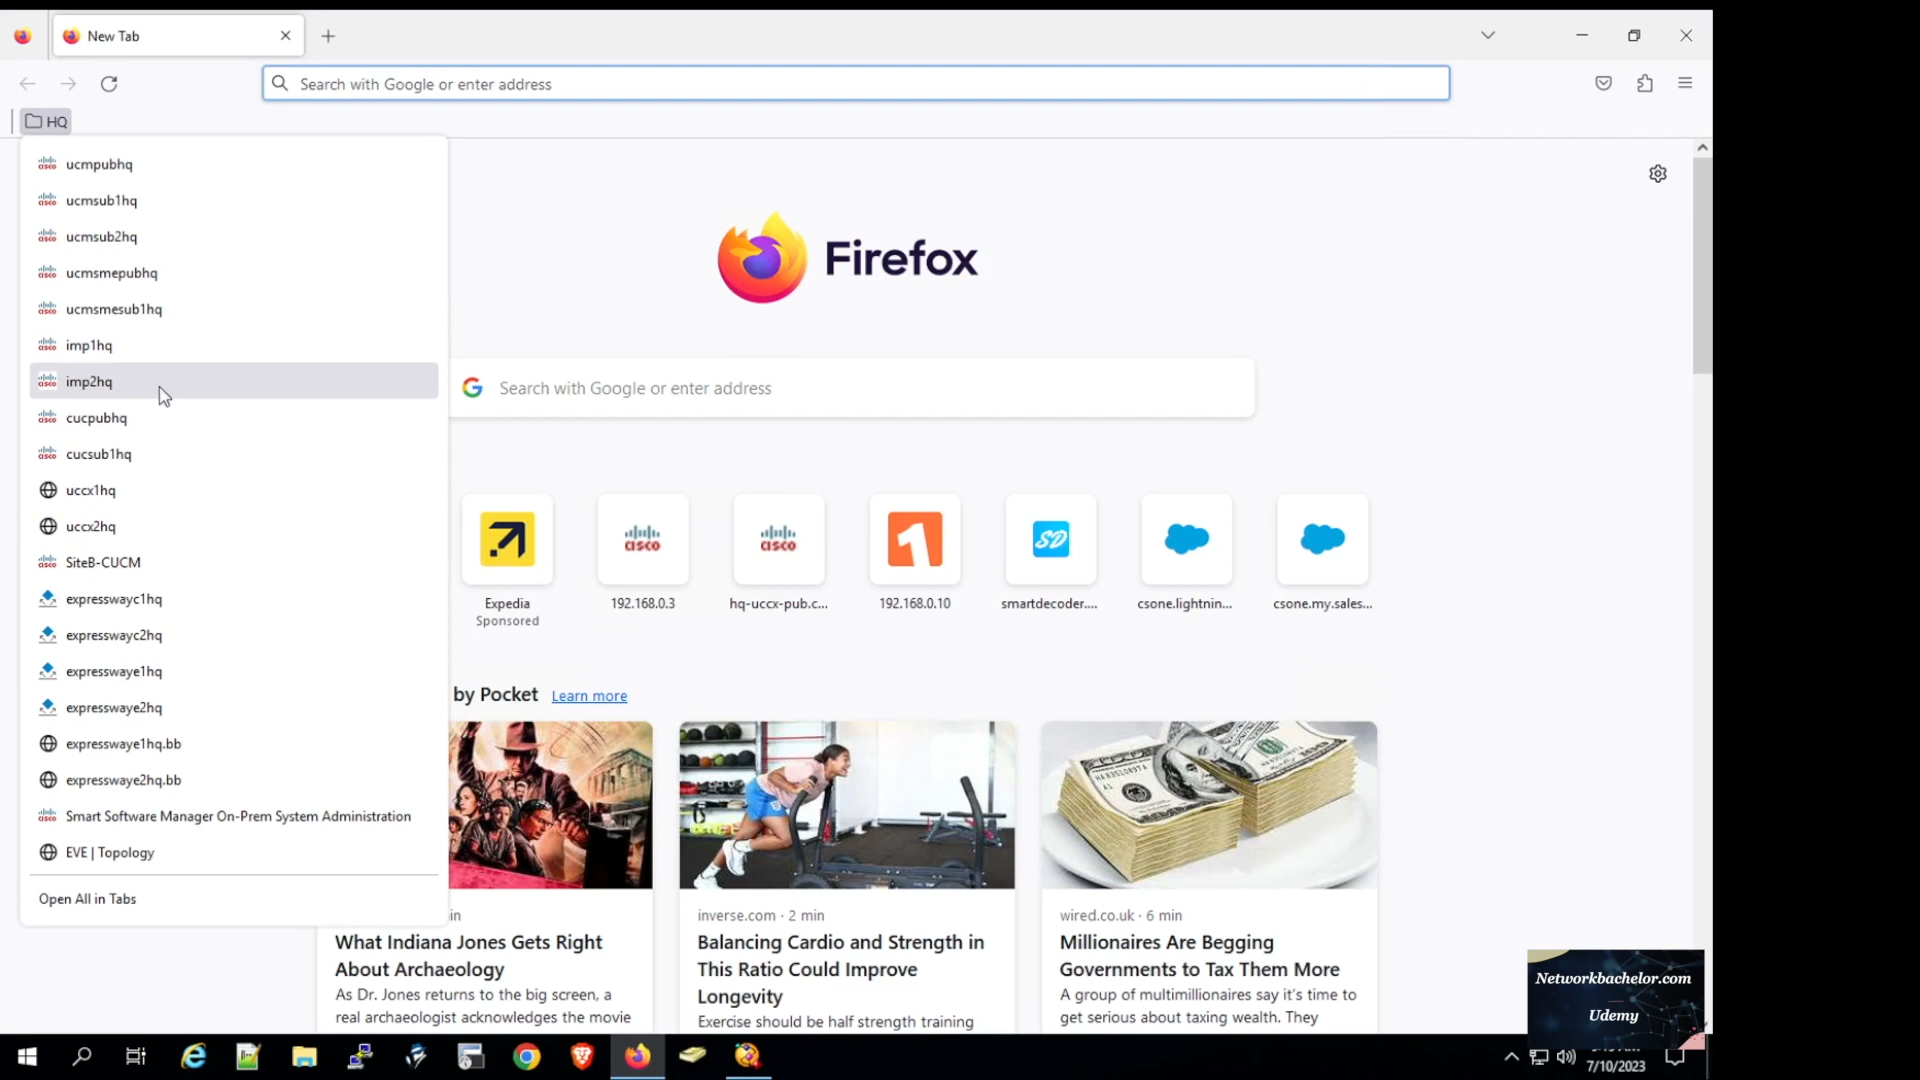 New Tab
Search with Google or enter address
HQ
ucmpubhq
ucmsub1hq
ucmsub2hq
ucmsmepubhq
ucmsmesub1hq
imp1hq
imp2hq
cucpubhq
cucsub1hq
uccx1hq
uccx2hq
SiteB-CUCM
expresswayc1hq
expresswayc2hq
expresswaye1hq
expresswaye2hq
expresswaye1hq.bb
expresswaye2hq.bb
Smart Software Manager On-Prem System Administration
EVE | Topology
Open All in Tabs
Firefox
Search with Google or enter address
cisco
cisco
1
SD
Expedia
Sponsored
192.168.0.3
hq-uccx-pub.c...
192.168.0.10
smartdecoder....
csone.lightnin...
csone.my.sales...
by Pocket Learn more
in
What Indiana Jones Gets Right
About Archaeology
As Dr. Jones returns to the big screen, a
real archaeologist acknowledges the movie
inverse.com · 2 min
Balancing Cardio and Strength in
This Ratio Could Improve
Longevity
Exercise should be half strength training
wired.co.uk · 6 min
Millionaires Are Begging
Governments to Tax Them More
A group of multimillionaires say it's time to
get serious about taxing wealth. They
Networkbachelor.com
Udemy
7/10/2023